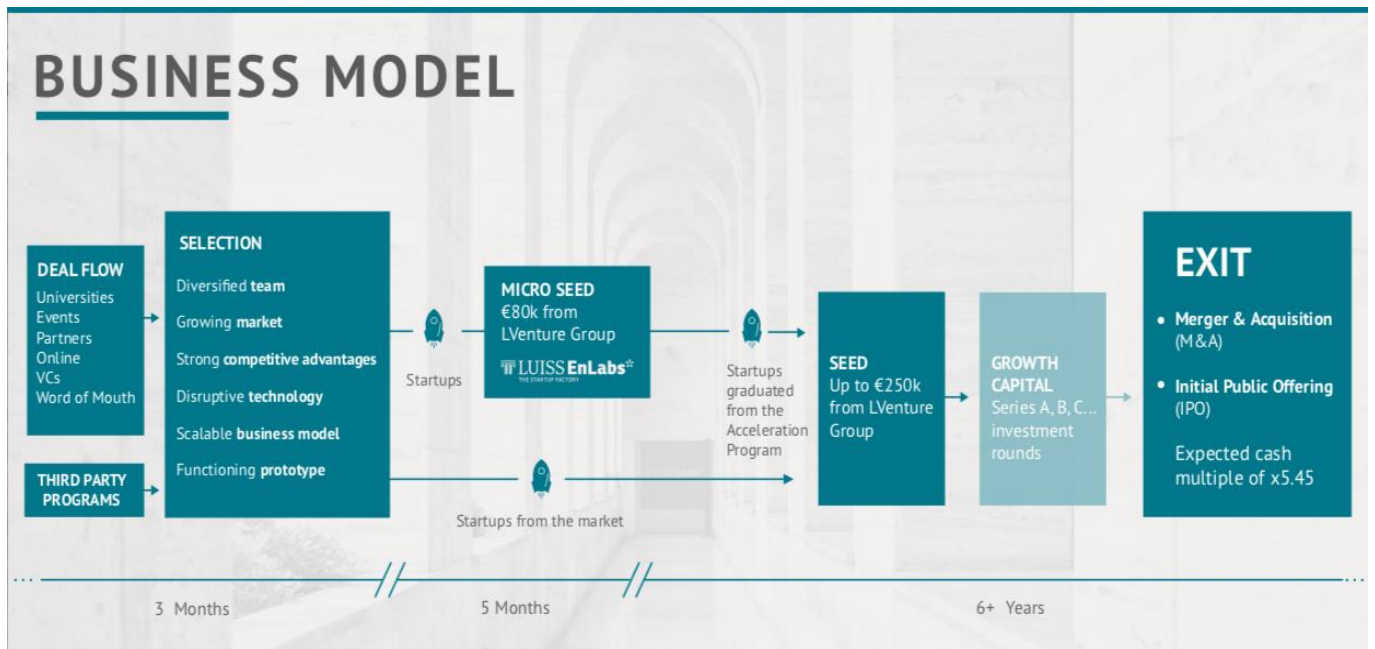 BUSINESS MODEL
DEAL FLOW
Universities
Events
Partners
Online
VCs
Word of Mouth
THIRD PARTY
PROGRAMS
SELECTION
Diversified team
Growing market
Strong competitive advantages
Disruptive technology
Scalable business model
Functioning prototype
Startups
MICRO SEED
€80k from
LVenture Group
LUISS EnLabs
THE STARTUP FACTORY
Startups
graduated
from the
Acceleration
Program
Startups from the market
SEED
Up to €250k
from LVenture
Group
GROWTH
CAPITAL
Series A, B, C...
investment
rounds
EXIT
• Merger & Acquisition
(M&A)
• Initial Public Offering
(IPO)
Expected cash
multiple of x5.45
3 Months
5 Months
6+ Years